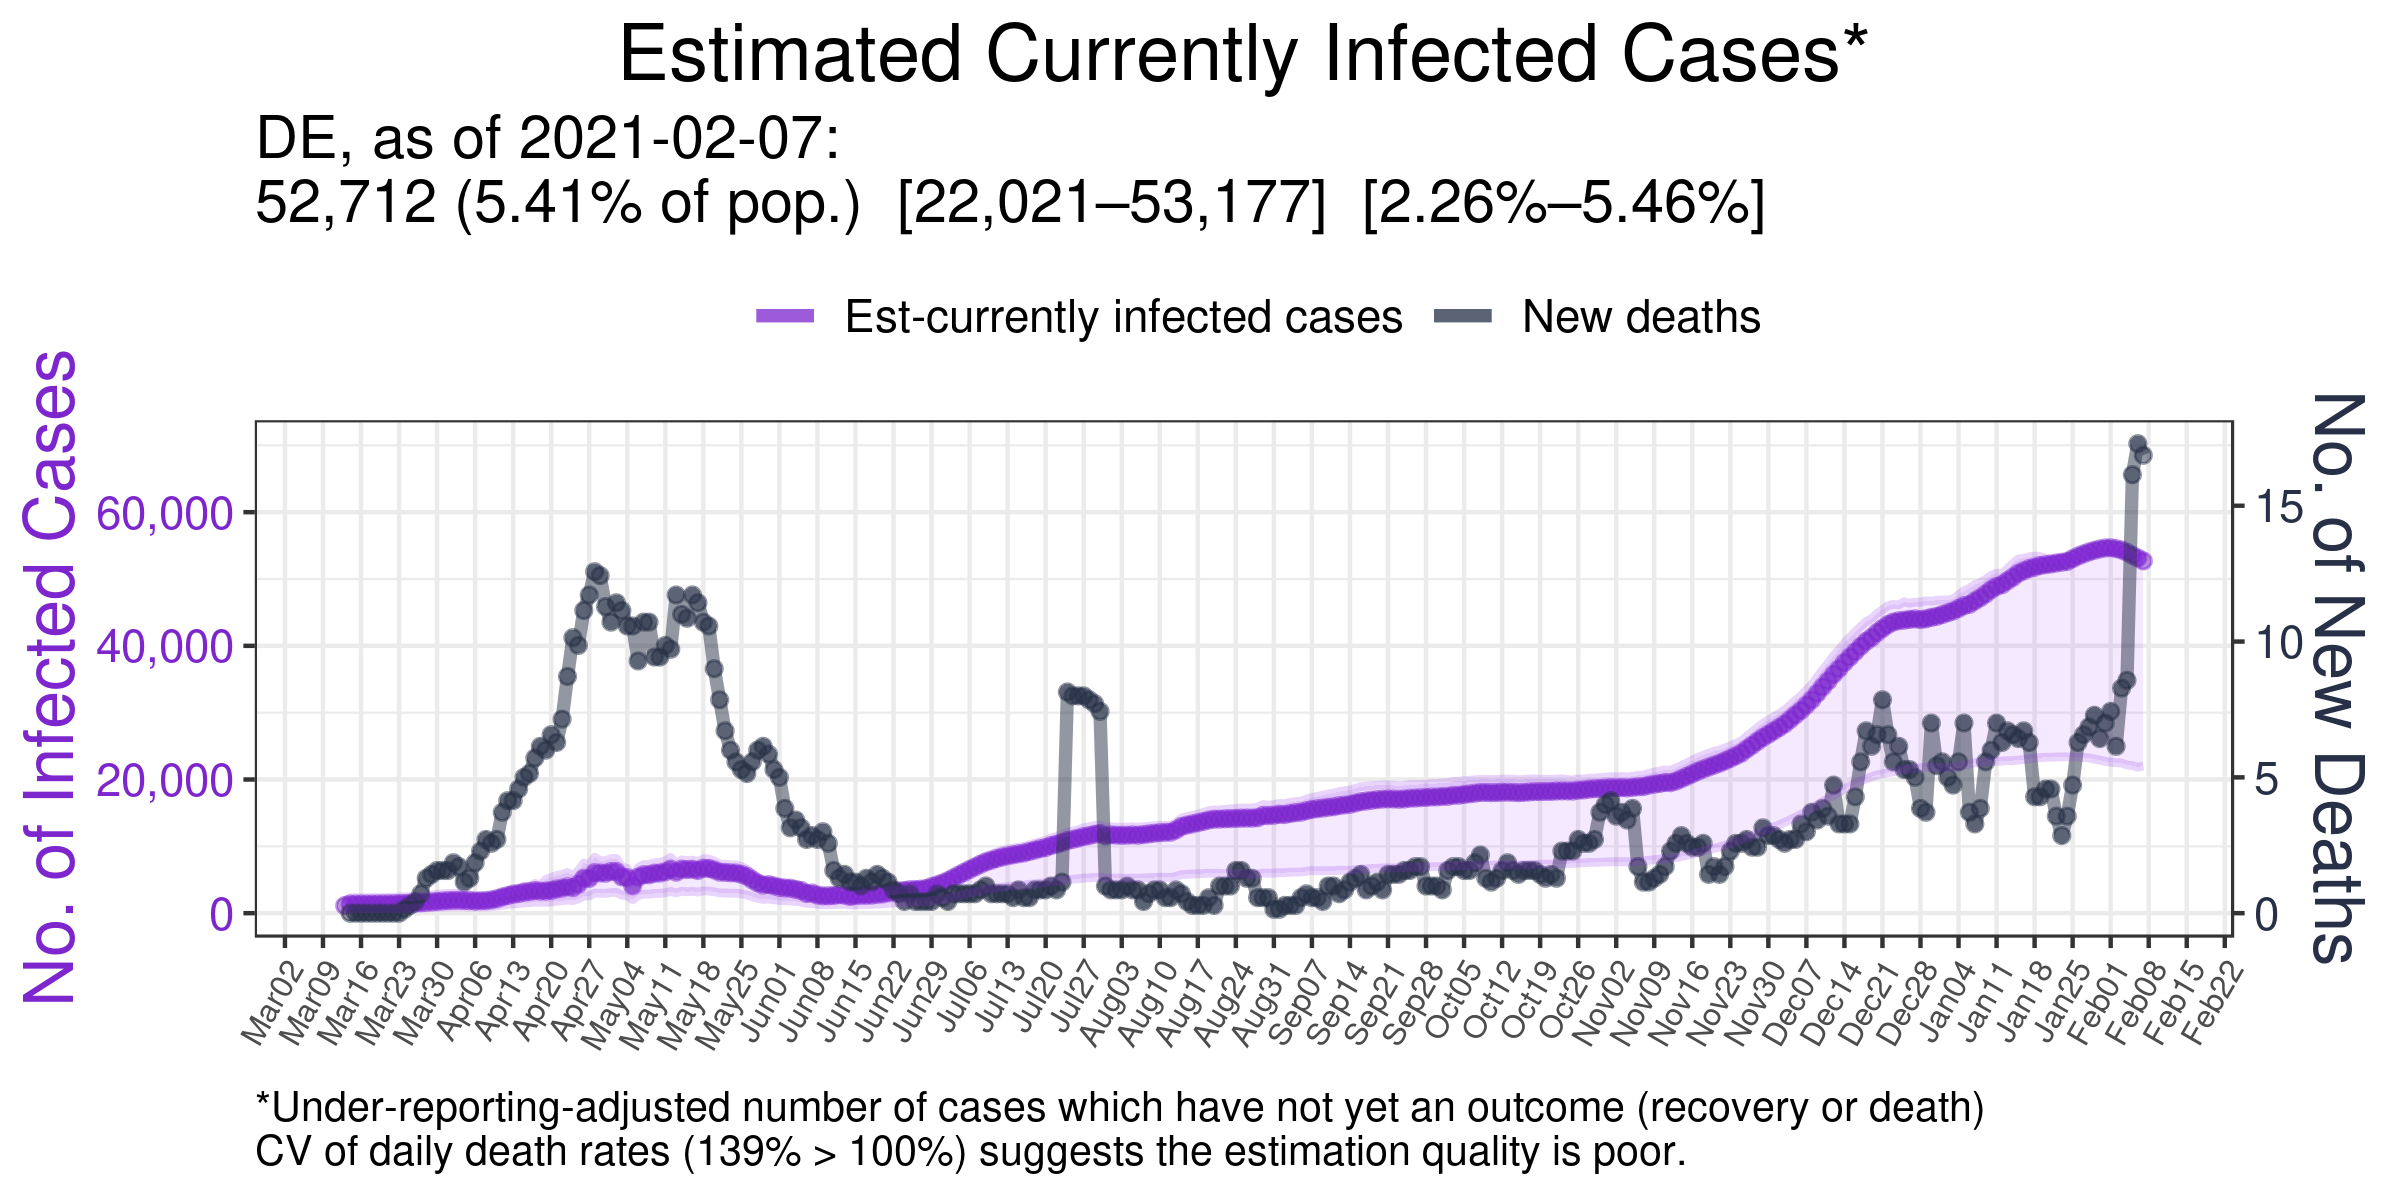 Estimated Currently Infected Cases*
DE, as of 2021-02-07:
52,712 (5.41% of pop.) [22,021–53,177] [2.26%–5.46%]
Est-currently infected cases
New deaths
No. of Infected Cases
60,000
40,000
20,000
0
15
10
5
0
No. of New Deaths
Mar02
Mar09
Mar16
Mar23
Mar30
Apr06
Apr13
Apr20
Apr27
May04
May11
May18
May25
Jun01
Jun08
Jun15
Jun22
Jun29
Jul06
Jul13
Jul20
Jul27
Aug03
Aug10
Aug17
Aug24
Aug31
Sep07
Sep14
Sep21
Sep28
Oct05
Oct12
Oct19
Oct26
Nov02
Nov09
Nov16
Nov23
Nov30
Dec07
Dec14
Dec21
Dec28
Jan04
Jan11
Jan18
Jan25
Feb01
Feb08
Feb15
Feb22
*Under-reporting-adjusted number of cases which have not yet an outcome (recovery or death)
CV of daily death rates (139% > 100%) suggests the estimation quality is poor.